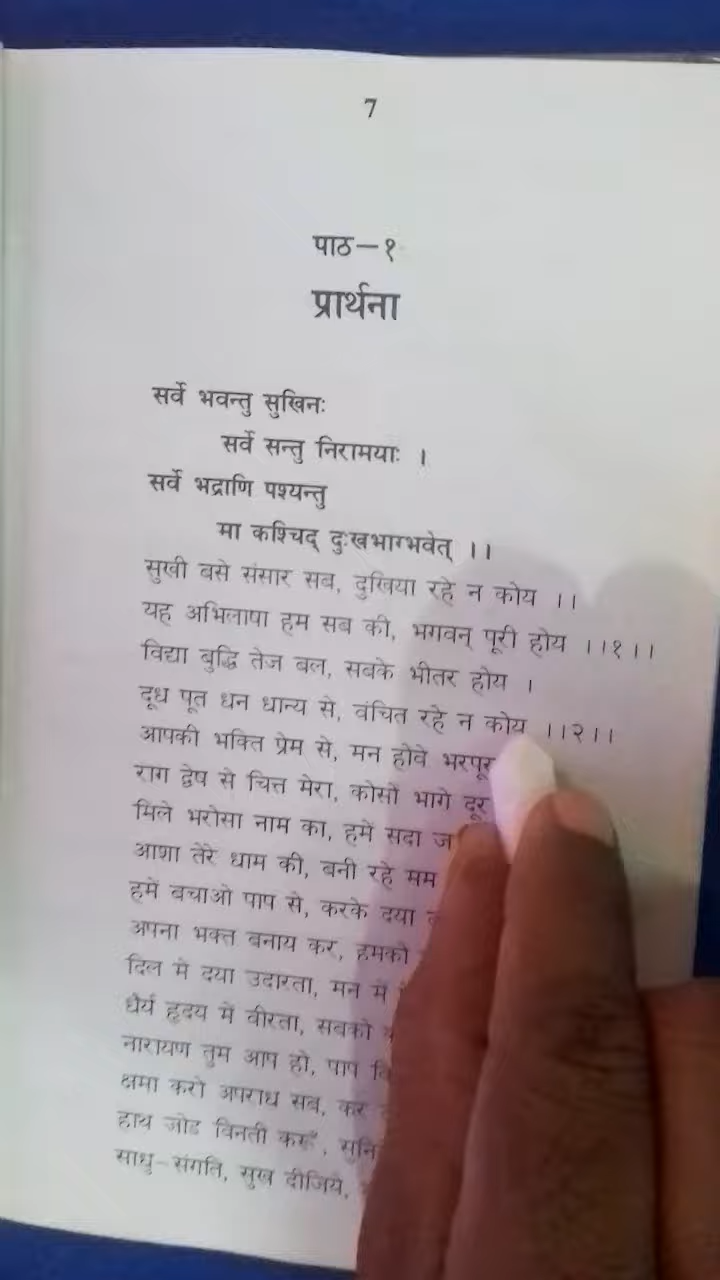 7
पाठ—१
प्रार्थना
सर्वे भवन्तु सुखिनः
सर्वे सन्तु निरामयाः ।
सर्वे भद्राणि पश्यन्तु
मा कश्चिद् दुःखभाग्भवेत् ।।
सुखी बसे संसार सब, दुखिया रहे न कोय ।।
यह अभिलाषा हम सब की, भगवन् पूरी होय ।।१।।
विद्या बुद्धि तेज बल, सबके भीतर होय ।
दूध पूत धन धान्य से, वंचित रहे न कोय ।।२।।
आपकी भक्ति प्रेम से, मन होवे भरपूर
राग द्वेष से चित्त मेरा, कोसों भागे दूर
मिले भरोसा नाम का, हमें सदा
आशा तेरे धाम की, बनी रहे मम
हमें बचाओ पाप से, करके दया
अपना भक्त बनाय कर, हमको
दिल में दया उदारता, मन में
धैर्य हृदय में वीरता, सबको
नारायण तुम आप हो, पाप
क्षमा करो अपराध सब, कर
हाथ जोड विनती करूँ,
साधु-संगति, सुख दीजिये,